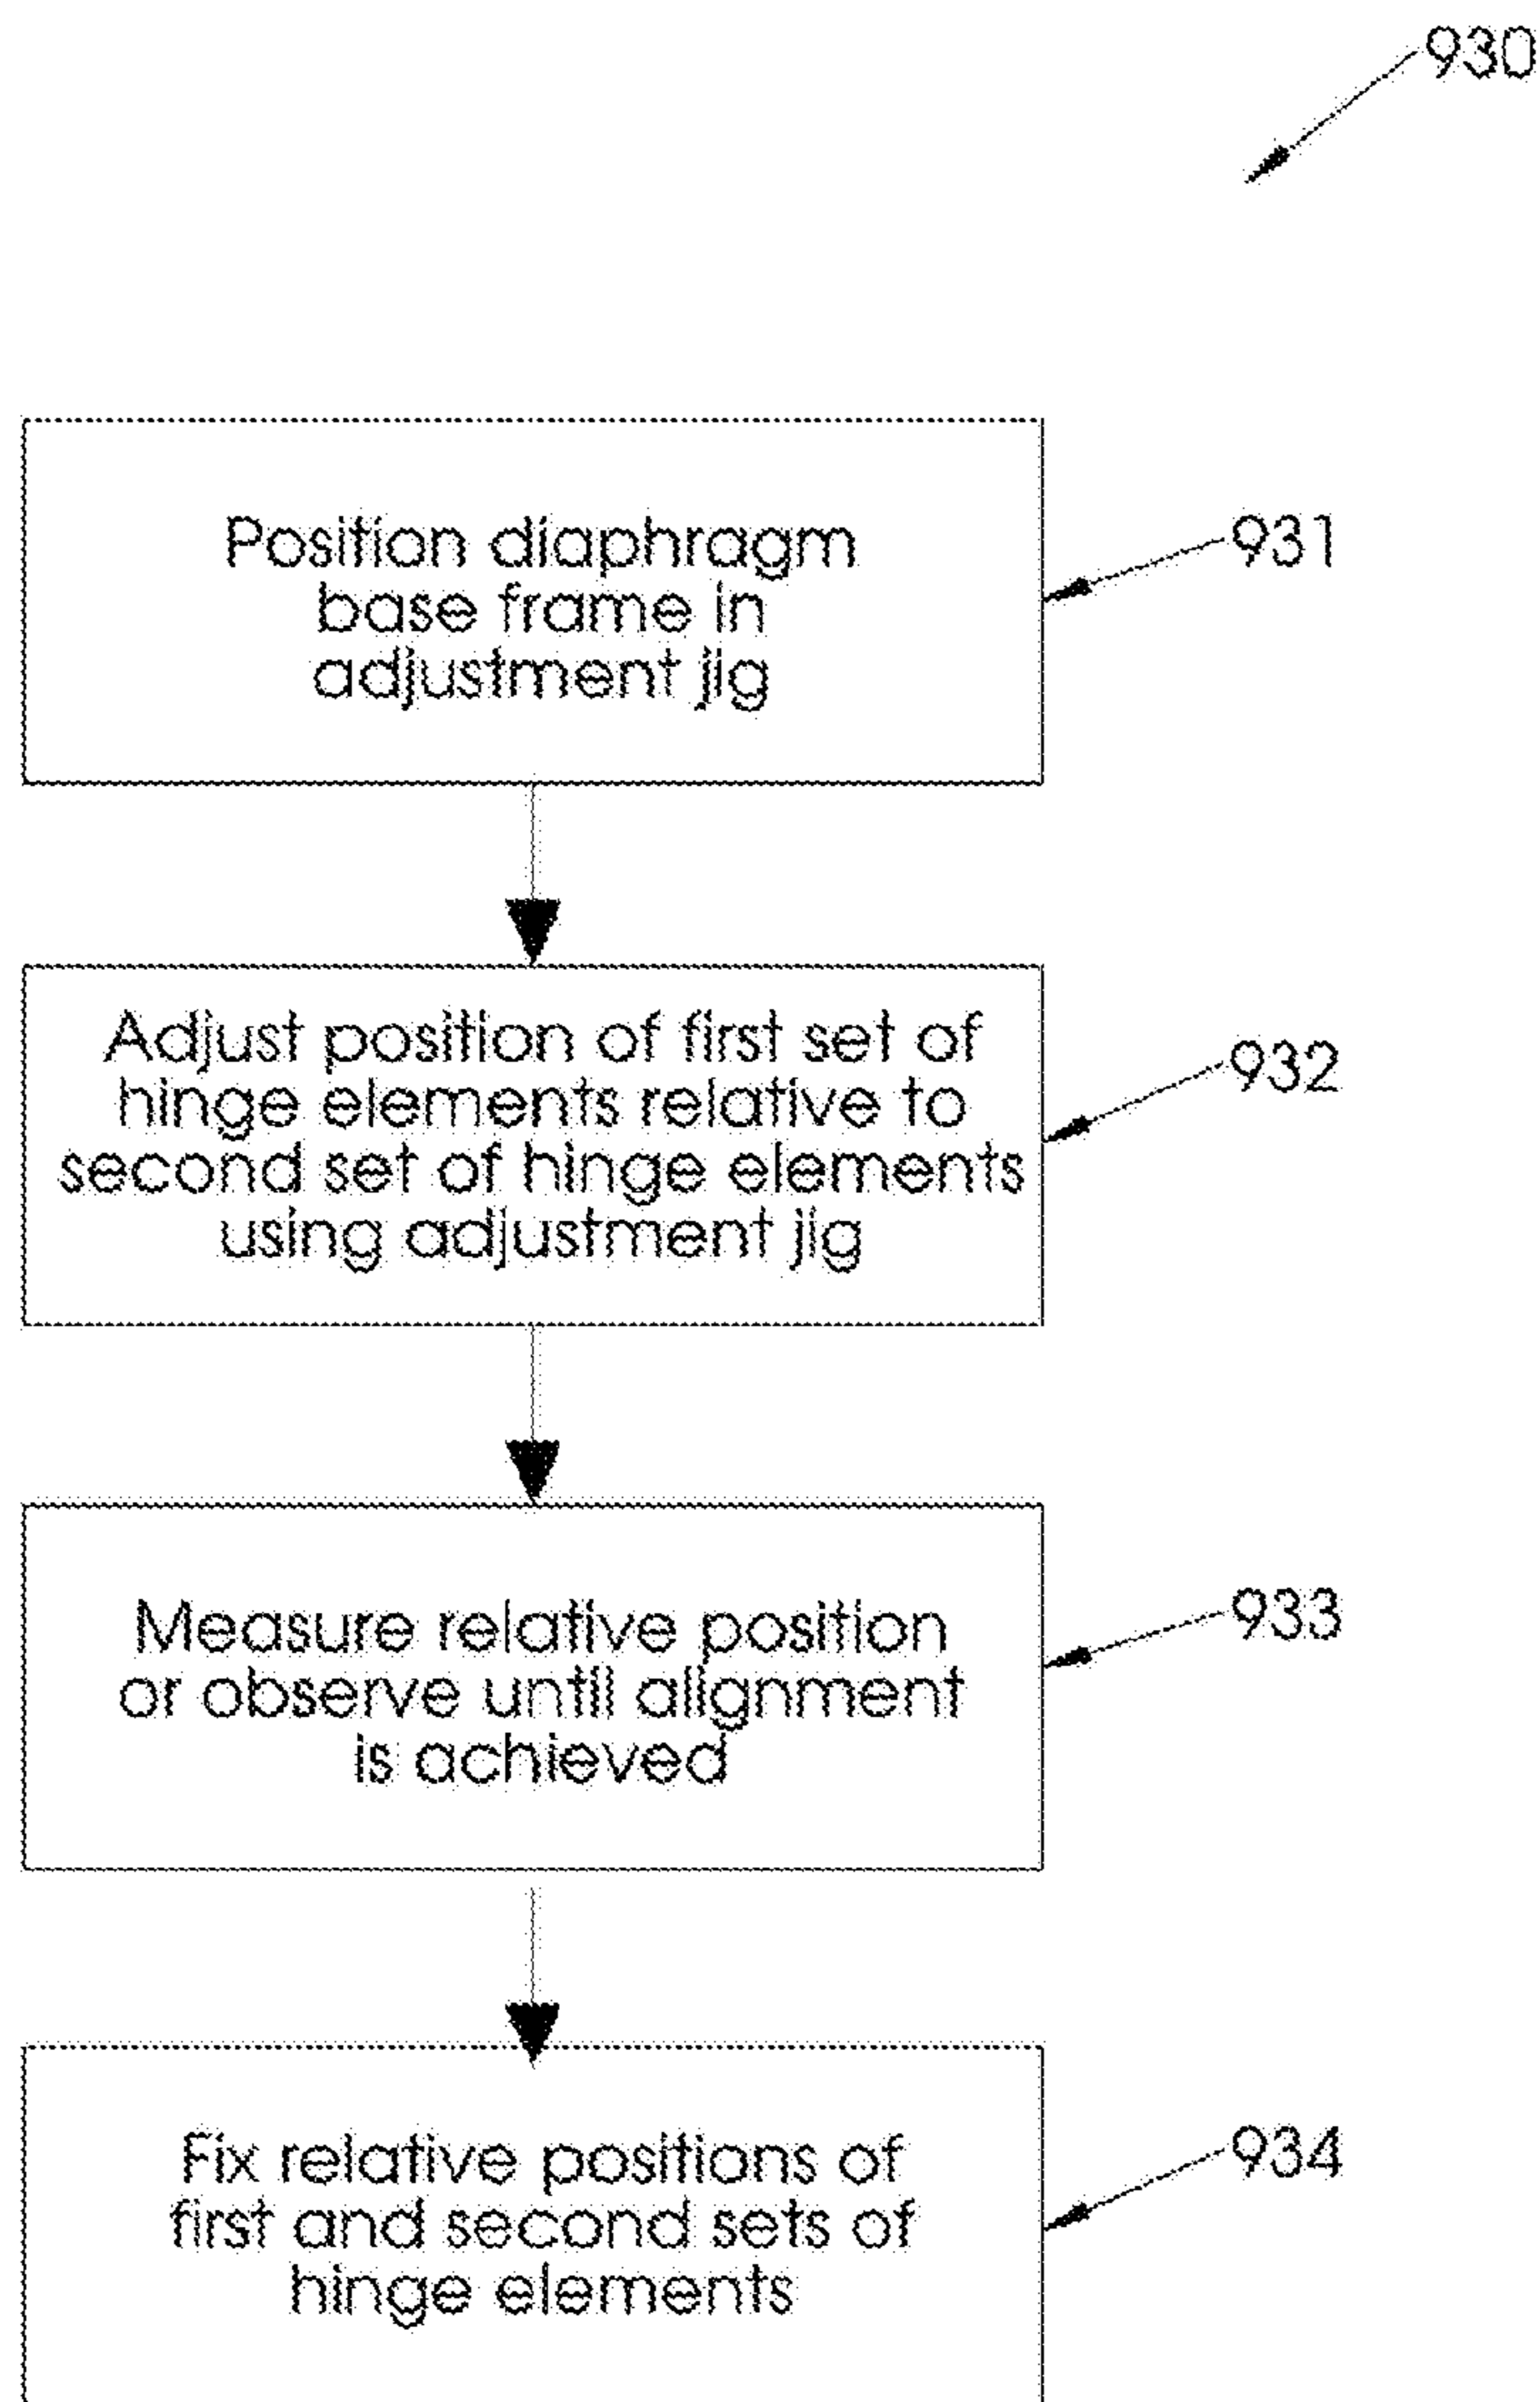 930
Position diaphragm
base frame in
adjustment jig
931
Adjust position of first set of
hinge elements relative to
second set of hinge elements
using adjustment jig
932
Measure relative position
or observe until alignment
is achieved
933
Fix relative positions of
first and second sets of
hinge elements
934